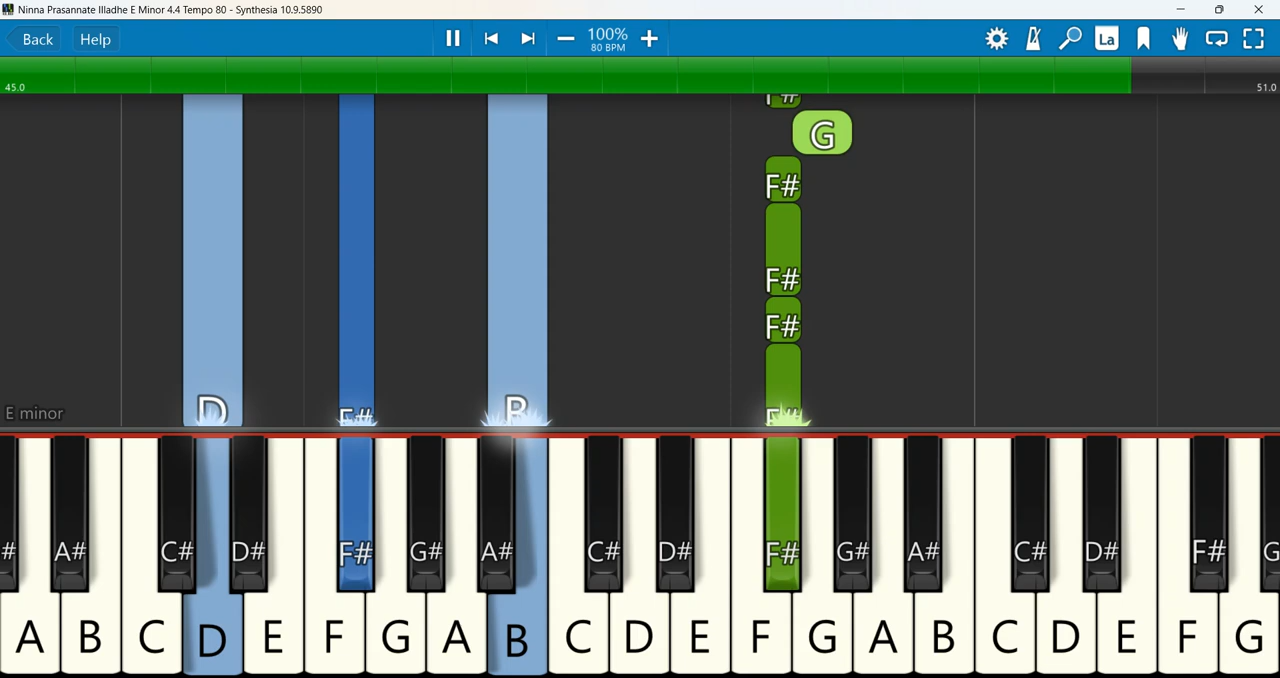 Ninna Prasannate Illadhe E Minor 4.4 Tempo 80 - Synthesia 10.9.5890
Back Help 100% La
80 BPM
45.0 51.0
F#
G
F#
F#
F#
D F# B F#
E minor
# A# C# D# F# G# A# C# D# F# G# A# C# D# F# G
A B C D E F G A B C D E F G A B C D E F G